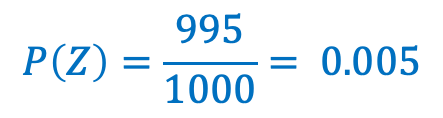 P(Z) = 995/1000 = 0.005